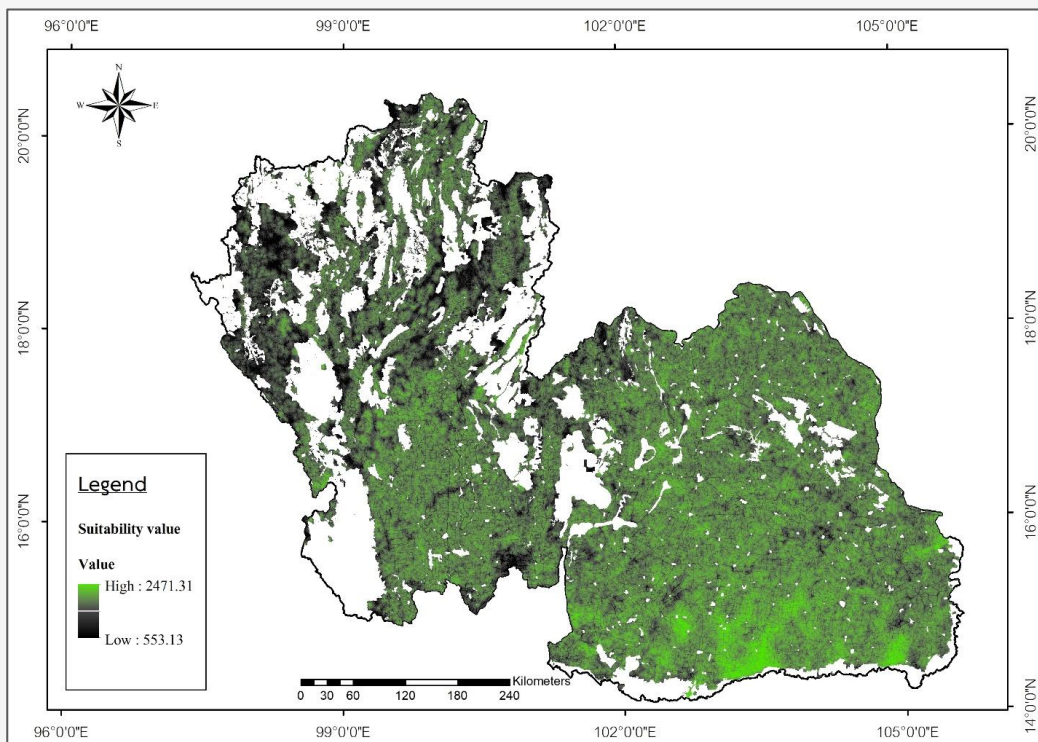 96°0'0"E 99°0'0"E 102°0'0"E 105°0'0"E
N
W E
S
20°0'0"N 20°0'0"N
18°0'0"N 18°0'0"N
16°0'0"N 16°0'0"N
14°0'0"N
Legend
Suitability value
Value
High : 2471.31
Low : 553.13
Kilometers
0 15 30 60 120 180 240
96°0'0"E 99°0'0"E 102°0'0"E 105°0'0"E